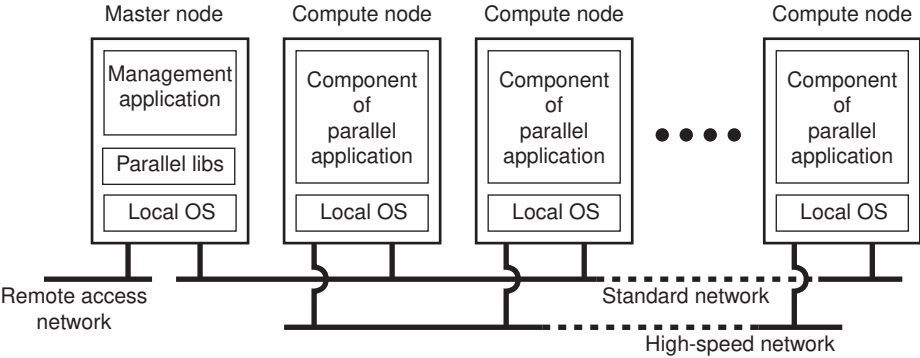 Master node
Compute node
Compute node
Compute node
Management
application
Parallel libs
Local OS
Component
of
parallel
application
Local OS
Component
of
parallel
application
Local OS
Component
of
parallel
application
Local OS
Remote access
network
Standard network
High-speed network